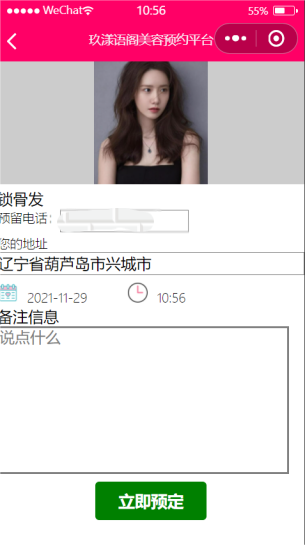 WeChat 10:56 55%
玖漾语阁美容预约平台
锁骨发
预留电话：
您的地址
辽宁省葫芦岛市兴城市
2021-11-29 10:56
备注信息
说点什么
立即预定